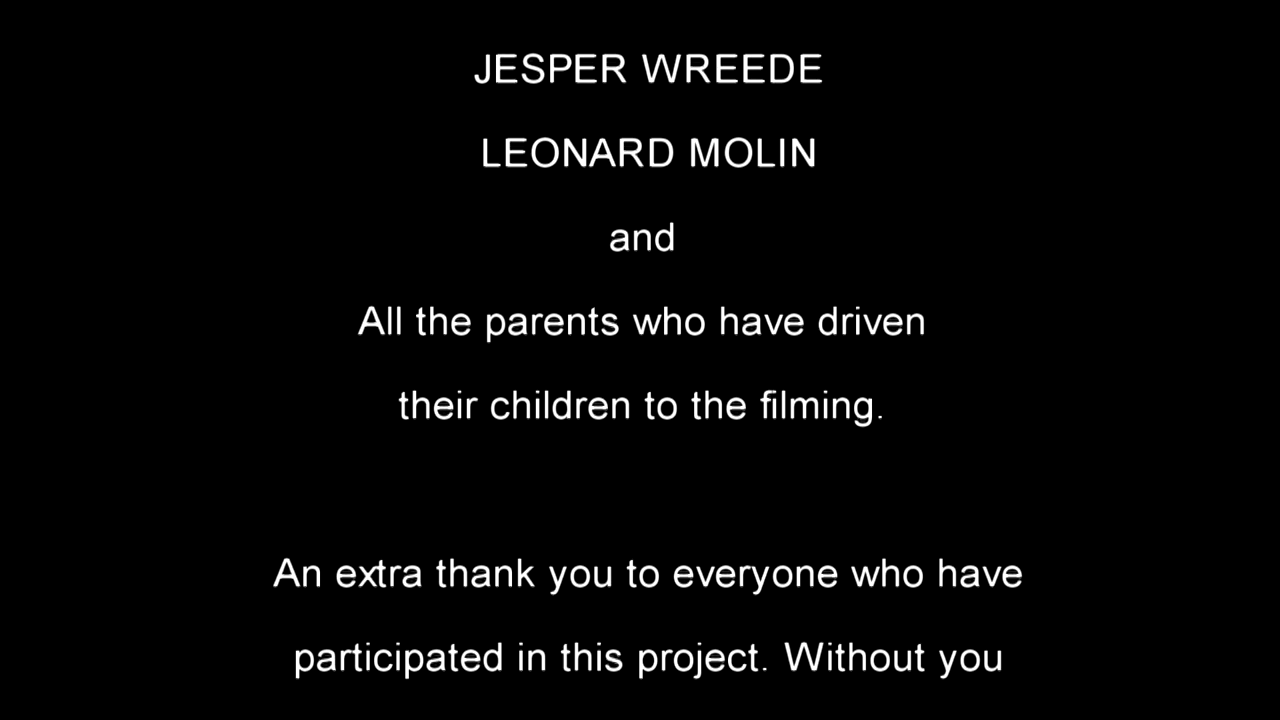 JESPER WREEDE
LEONARD MOLIN
and
All the parents who have driven
their children to the filming.
An extra thank you to everyone who have
participated in this project. Without you